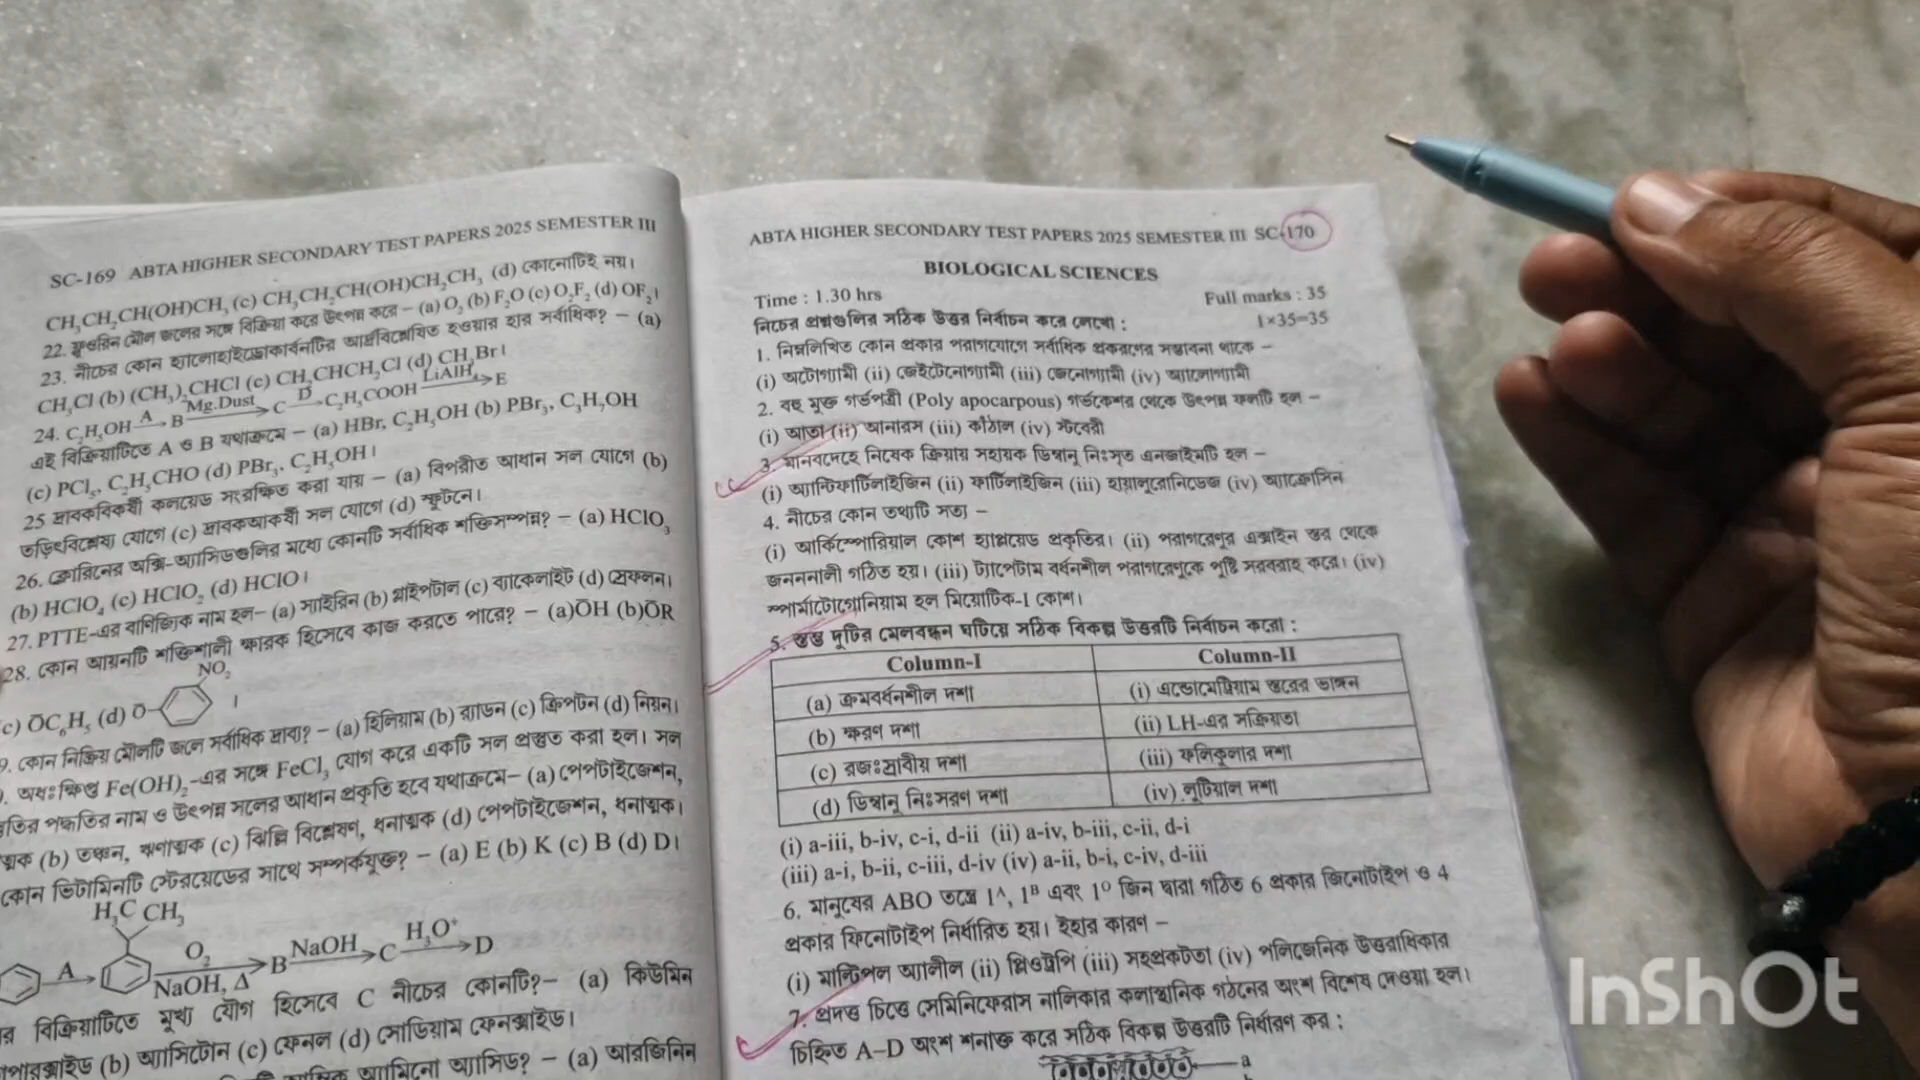 SC-169 ABTA HIGHER SECONDARY TEST PAPERS 2025 SEMESTER III
CH₃CH₂CH(OH)CH₃ (c) CH₃CH₂CH(OH)CH₂CH₃ (d) কোনোটিই নয়।
22. ফ্লুওরিন মৌল জলের সঙ্গে বিক্রিয়া করে উৎপন্ন করে – (a) O₂ (b) F₂O (c) O₂F₂ (d) OF₂।
23. নীচের কোন হ্যালোহাইড্রোকার্বনটির আর্দ্রবিশ্লেষিত হওয়ার হার সর্বাধিক? – (a)
CH₃Cl (b) (CH₃)₂CHCl (c) CH₃CHCH₂Cl (d) CH₃Br।
24. C₂H₅OH A B Mg.Dust C D C₂H₅COOH LiAlH₄ E
এই বিক্রিয়াটিতে A ও B যথাক্রমে – (a) HBr, C₂H₅OH (b) PBr₃, C₃H₇OH
(c) PCl₅, C₂H₅CHO (d) PBr₃, C₂H₅OH।
25 দ্রাবকবিকর্ষী কলয়েড সংরক্ষিত করা যায় – (a) বিপরীত আধান সল যোগে (b)
তড়িৎবিশ্লেষ্য যোগে (c) দ্রাবকআকর্ষী সল যোগে (d) স্ফুটনে।
26. ক্লোরিনের অক্সি-অ্যাসিডগুলির মধ্যে কোনটি সর্বাধিক শক্তিসম্পন্ন? – (a) HClO₃
(b) HClO₄ (c) HClO₂ (d) HClO।
27. PTTE-এর বাণিজ্যিক নাম হল– (a) স্যাইরিন (b) গ্লাইপটাল (c) ব্যাকেলাইট (d) টেফলন।
28. কোন আয়নটি শক্তিশালী ক্ষারক হিসেবে কাজ করতে পারে? – (a)ŌH (b)ŌR
NO₂
c) ŌC₆H₅ (d) Ō ।
9. কোন নিষ্ক্রিয় মৌলটি জলে সর্বাধিক দ্রাব্য? – (a) হিলিয়াম (b) র‍্যাডন (c) ক্রিপটন (d) নিয়ন।
). অধঃক্ষিপ্ত Fe(OH)₂-এর সঙ্গে FeCl₃ যোগ করে একটি সল প্রস্তুত করা হল। সল
পদ্ধতির নাম ও উৎপন্ন সলের আধান প্রকৃতি হবে যথাক্রমে– (a) পেপটাইজেশন,
(b) তঞ্চন, ঋণাত্মক (c) ঝিল্লি বিশ্লেষণ, ধনাত্মক (d) পেপটাইজেশন, ধনাত্মক।
কোন ভিটামিনটি স্টেরয়েডের সাথে সম্পর্কযুক্ত? – (a) E (b) K (c) B (d) D।
H₃C CH₃
A O₂ NaOH, Δ B NaOH C H₃O⁺ D
বিক্রিয়াটিতে মুখ্য যৌগ হিসেবে C নীচের কোনটি?– (a) কিউমিন
(b) অ্যাসিটোন (c) ফেনল (d) সোডিয়াম ফেনক্সাইড।
অ্যামিনো অ্যাসিড? – (a) আরজিনিন
ABTA HIGHER SECONDARY TEST PAPERS 2025 SEMESTER III SC-170
BIOLOGICAL SCIENCES
Time : 1.30 hrs Full marks : 35
নিচের প্রশ্নগুলির সঠিক উত্তর নির্বাচন করে লেখো : 1×35=35
1. নিম্নলিখিত কোন প্রকার পরাগযোগে সর্বাধিক প্রকরণের সম্ভাবনা থাকে –
(i) অটোগ্যামী (ii) জেইটেনোগ্যামী (iii) জেনোগ্যামী (iv) অ্যালোগ্যামী
2. বহু মুক্ত গর্ভপত্রী (Poly apocarpous) গর্ভকেশর থেকে উৎপন্ন ফলটি হল –
(i) আতা (ii) আনারস (iii) কাঁঠাল (iv) স্টবেরী
3. মানবদেহে নিষেক ক্রিয়ায় সহায়ক ডিম্বানু নিঃসৃত এনজাইমটি হল –
(i) অ্যান্টিফার্টিলাইজিন (ii) ফার্টিলাইজিন (iii) হায়ালুরোনিডেজ (iv) অ্যাক্রোসিন
4. নীচের কোন তথ্যটি সত্য –
(i) আর্কিস্পোরিয়াল কোশ হ্যাপ্লয়েড প্রকৃতির। (ii) পরাগরেণুর এক্সাইন স্তর থেকে
জননন‍ালী গঠিত হয়। (iii) ট্যাপেটাম বর্ধনশীল পরাগরেণুকে পুষ্টি সরবরাহ করে। (iv)
স্পার্মাটোগোনিয়াম হল মিয়োটিক-I কোশ।
5. স্তম্ভ দুটির মেলবন্ধন ঘটিয়ে সঠিক বিকল্প উত্তরটি নির্বাচন করো :
Column-I Column-II
(a) ক্রমবর্ধনশীল দশা (i) এন্ডোমেট্রিয়াম স্তরের ভাঙ্গন
(b) ক্ষরণ দশা (ii) LH-এর সক্রিয়তা
(c) রজঃস্রাবীয় দশা (iii) ফলিকুলার দশা
(d) ডিম্বানু নিঃসরণ দশা (iv) লুটিয়াল দশা
(i) a-iii, b-iv, c-i, d-ii (ii) a-iv, b-iii, c-ii, d-i
(iii) a-i, b-ii, c-iii, d-iv (iv) a-ii, b-i, c-iv, d-iii
6. মানুষের ABO তন্ত্রে 1ᴬ, 1ᴮ এবং 1ᴼ জিন দ্বারা গঠিত 6 প্রকার জিনোটাইপ ও 4
প্রকার ফিনোটাইপ নির্ধারিত হয়। ইহার কারণ –
(i) মাল্টিপল অ্যালীল (ii) প্লিওট্রপি (iii) সহপ্রকটতা (iv) পলিজেনিক উত্তরাধিকার
7. প্রদত্ত চিত্রে সেমিনিফেরাস নালিকার কলাস্থানিক গঠনের অংশ বিশেষ দেওয়া হল।
চিহ্নিত A–D অংশ শনাক্ত করে সঠিক বিকল্প উত্তরটি নির্ধারণ কর :
a
InShOt